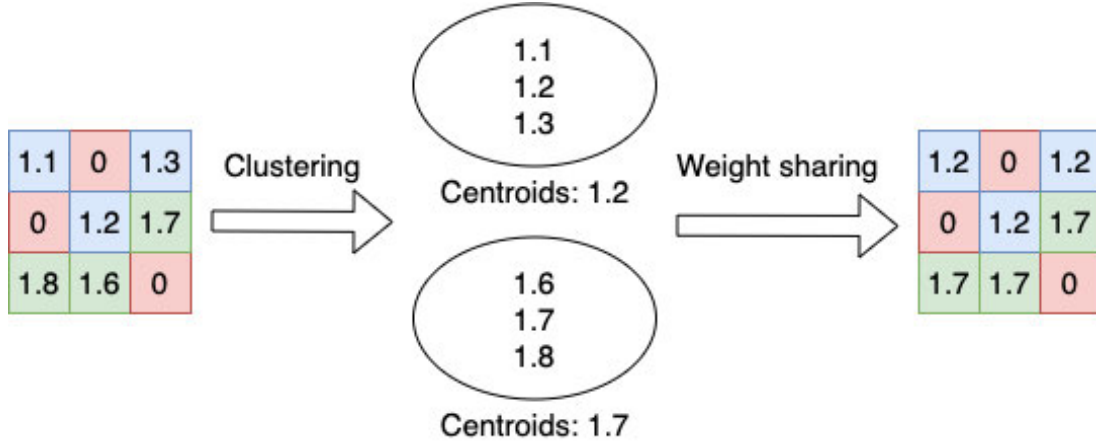 1.1 0 1.3
0 1.2 1.7
1.8 1.6 0
Clustering
1.1
1.2
1.3
Centroids: 1.2
1.6
1.7
1.8
Centroids: 1.7
Weight sharing
1.2 0 1.2
0 1.2 1.7
1.7 1.7 0